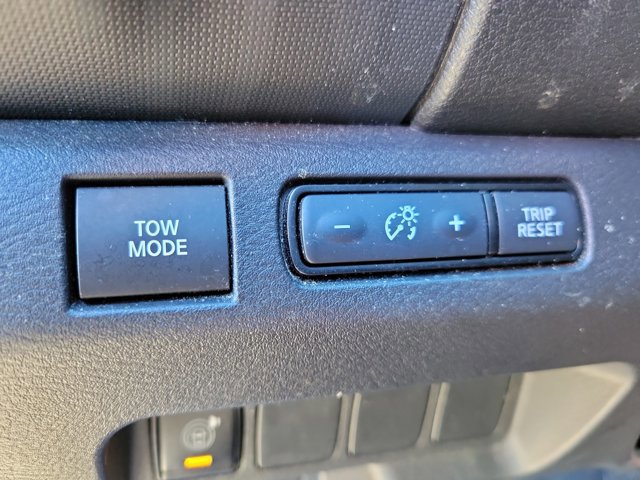 TOW
MODE
- +
TRIP
RESET